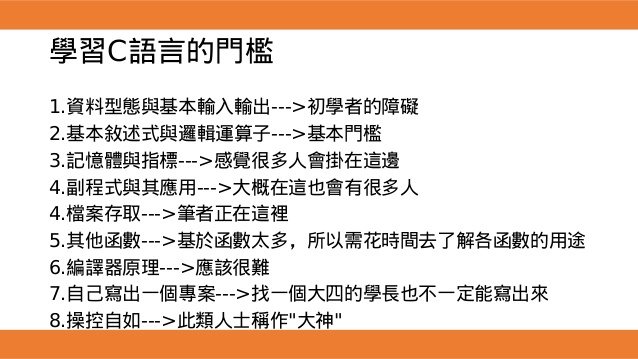 學習C語言的門檻
1.資料型態與基本輸入輸出--->初學者的障礙
2.基本敘述式與邏輯運算子--->基本門檻
3.記憶體與指標--->感覺很多人會掛在這邊
4.副程式與其應用--->大概在這也會有很多人
4.檔案存取--->筆者正在這裡
5.其他函數--->基於函數太多，所以需花時間去了解各函數的用途
6.編譯器原理--->應該很難
7.自己寫出一個專案--->找一個大四的學長也不一定能寫出來
8.操控自如--->此類人士稱作"大神"